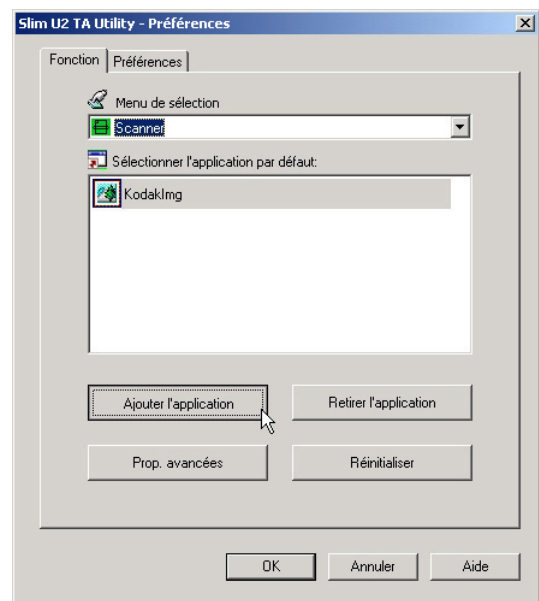 Slim U2 TA Utility - Préférences
Fonction Préférences
Menu de sélection
Scanner
Sélectionner l'application par défaut:
KodakImg
Ajouter l'application Retirer l'application
Prop. avancées Réinitialiser
OK Annuler Aide